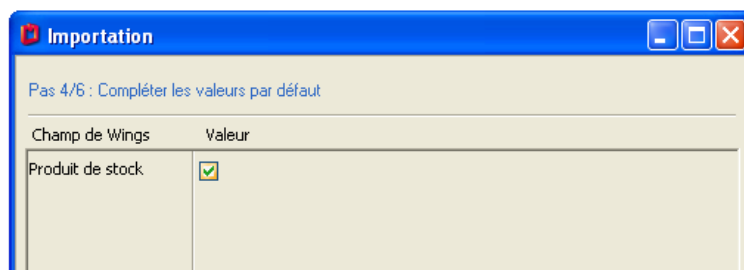 Importation
Pas 4/6 : Compléter les valeurs par défaut
Champ de Wings Valeur
Produit de stock